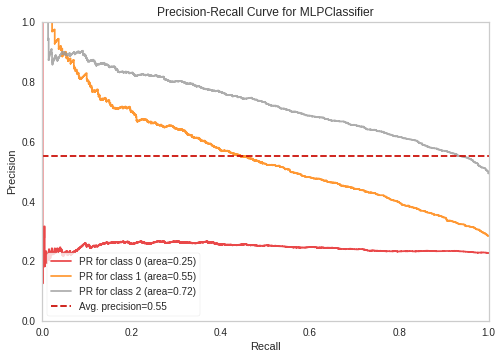 Precision-Recall Curve for MLPClassifier
1.0
0.8
0.6
0.4
0.2
0.0
Precision
PR for class 0 (area=0.25)
PR for class 1 (area=0.55)
PR for class 2 (area=0.72)
Avg. precision=0.55
0.0 0.2 0.4 0.6 0.8 1.0
Recall